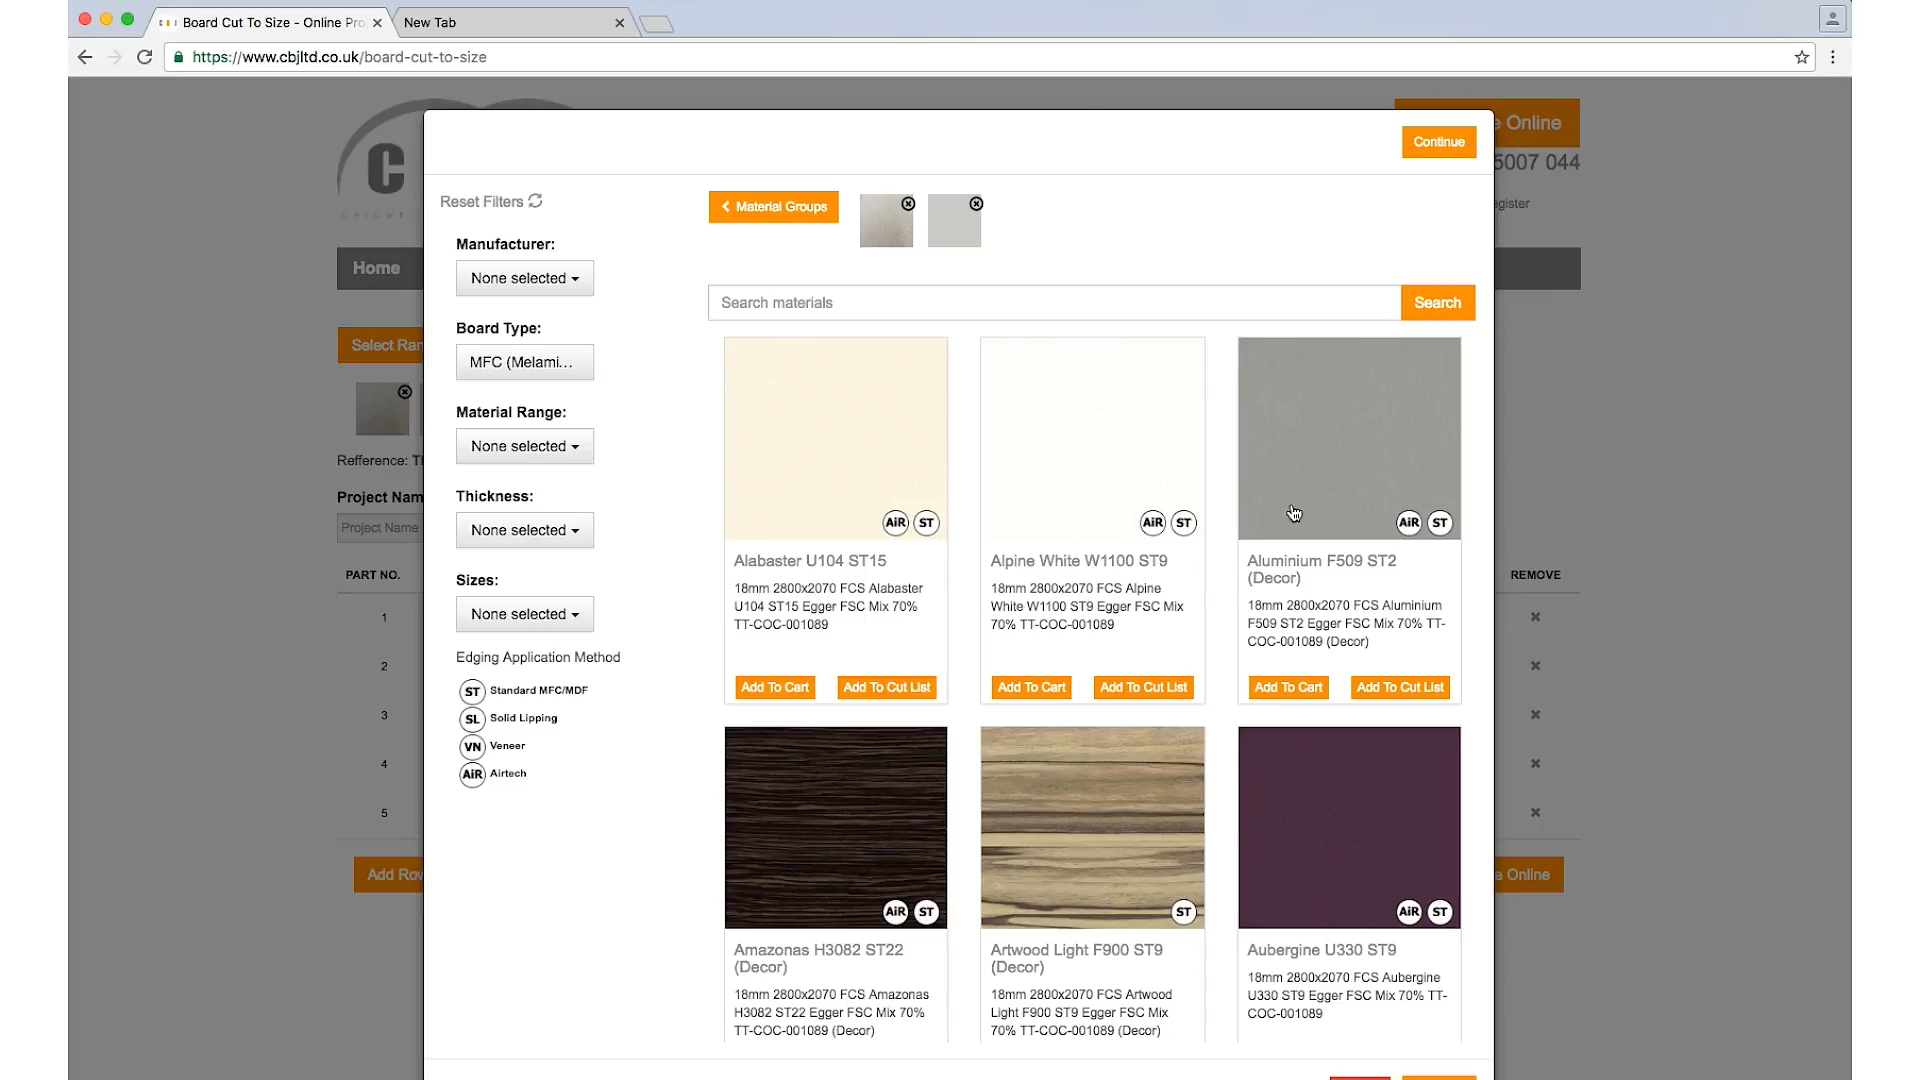 Board Cut To Size - Online Pro
New Tab
https://www.cbjltd.co.uk/board-cut-to-size
C
Online
5007 044
egister
Continue
Reset Filters
Material Groups
Home
Manufacturer:
None selected
Search materials
Search
Board Type:
MFC (Melami...
Select Ran
Material Range:
None selected
Refference:
Project Nam
Project Name
Thickness:
None selected
AiR ST
AiR ST
AiR ST
Alabaster U104 ST15
18mm 2800x2070 FCS Alabaster
U104 ST15 Egger FSC Mix 70%
TT-COC-001089
Add To Cart Add To Cut List
Alpine White W1100 ST9
18mm 2800x2070 FCS Alpine
White W1100 ST9 Egger FSC Mix
70% TT-COC-001089
Add To Cart Add To Cut List
Aluminium F509 ST2
(Decor)
18mm 2800x2070 FCS Aluminium
F509 ST2 Egger FSC Mix 70% TT-
COC-001089 (Decor)
Add To Cart Add To Cut List
PART NO.
REMOVE
1
2
3
4
5
Sizes:
None selected
Edging Application Method
ST Standard MFC/MDF
SL Solid Lipping
VN Veneer
AiR Airtech
Add Row
Online
AiR ST
ST
AiR ST
Amazonas H3082 ST22
(Decor)
18mm 2800x2070 FCS Amazonas
H3082 ST22 Egger FSC Mix 70%
TT-COC-001089 (Decor)
Artwood Light F900 ST9
(Decor)
18mm 2800x2070 FCS Artwood
Light F900 ST9 Egger FSC Mix
70% TT-COC-001089 (Decor)
Aubergine U330 ST9
18mm 2800x2070 FCS Aubergine
U330 ST9 Egger FSC Mix 70% TT-
COC-001089